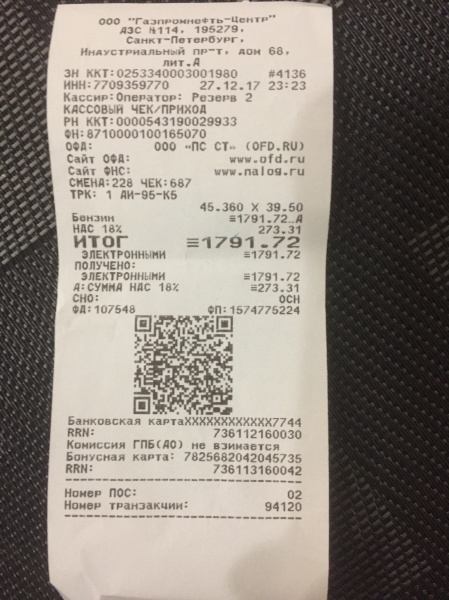 ООО "Газпромнефть-Центр"
АЗС №114, 195279,
Санкт-Петербург,
Индустриальный пр-т, дом 68,
лит.А
ЗН ККТ:0253340003001980 #4136
ИНН:7709359770 27.12.17 23:23
Кассир:Оператор: Резерв 2
КАССОВЫЙ ЧЕК/ПРИХОД
РН ККТ:0000543190029933
ФН:8710000100165070
ОФД: ООО «ПС СТ» (OFD.RU)
Сайт ОФД: www.ofd.ru
Сайт ФНС: www.nalog.ru
СМЕНА:228 ЧЕК:687
ТРК: 1 АИ-95-К5
45.360 X 39.50
Бензин ≡1791.72_А
НДС 18% 273.31
ИТОГ ≡1791.72
ЭЛЕКТРОННЫМИ ≡1791.72
ПОЛУЧЕНО:
ЭЛЕКТРОННЫМИ ≡1791.72
А:СУММА НДС 18% ≡273.31
СНО: ОСН
ФД:107548 ФП:1574775224
Банковская картаXXXXXXXXXXXX7744
RRN: 736112160030
Комиссия ГПБ(АО) не взимается
Бонусная карта: 7825682042045735
RRN: 736113160042
Номер ПОС: 02
Номер транзакции: 94120